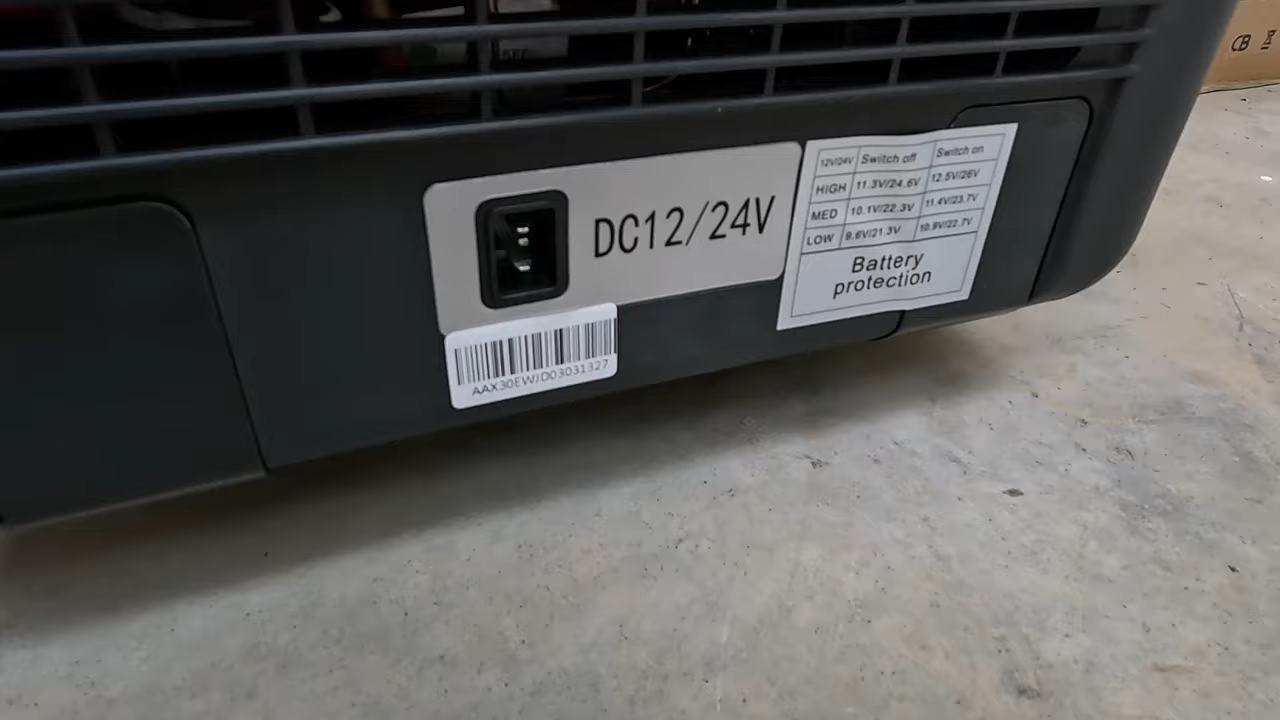 DC12/24V
12V/24V Switch off Switch on
HIGH 11.3V/24.6V 12.5V/26V
MED 10.1V/22.3V 11.4V/23.7V
LOW 9.6V/21.3V 10.9V/22.7V
Battery
protection
AAX30EWJD03031327